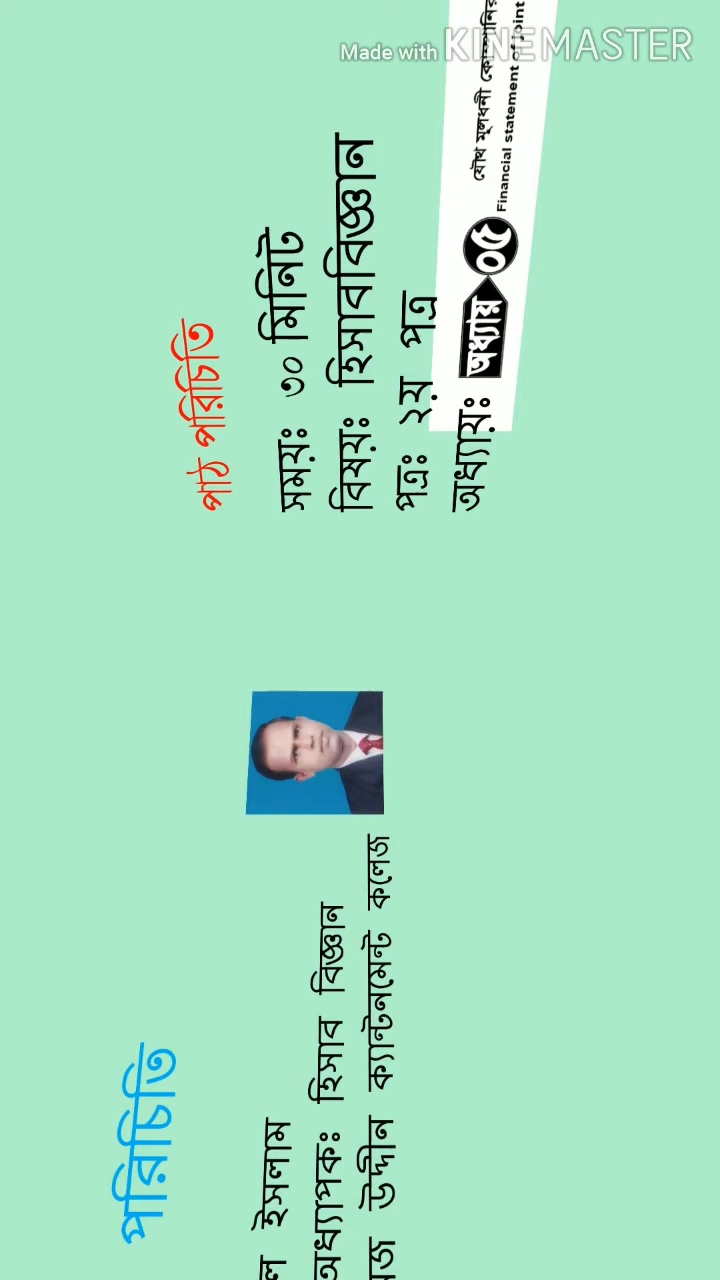 Made with KINEMASTER
পরিচিতি
ইসলাম
অধ্যাপকঃ হিসাব বিজ্ঞান
উদ্দীন ক্যান্টনমেন্ট কলেজ
পাঠ পরিচিতি
সময়ঃ ৩০ মিনিট
বিষয়ঃ হিসাববিজ্ঞান
পত্রঃ ২য় পত্র
অধ্যায়ঃ অধ্যায় ০৫
যৌথ মূলধনী কোম্পানির
Financial statement of joint